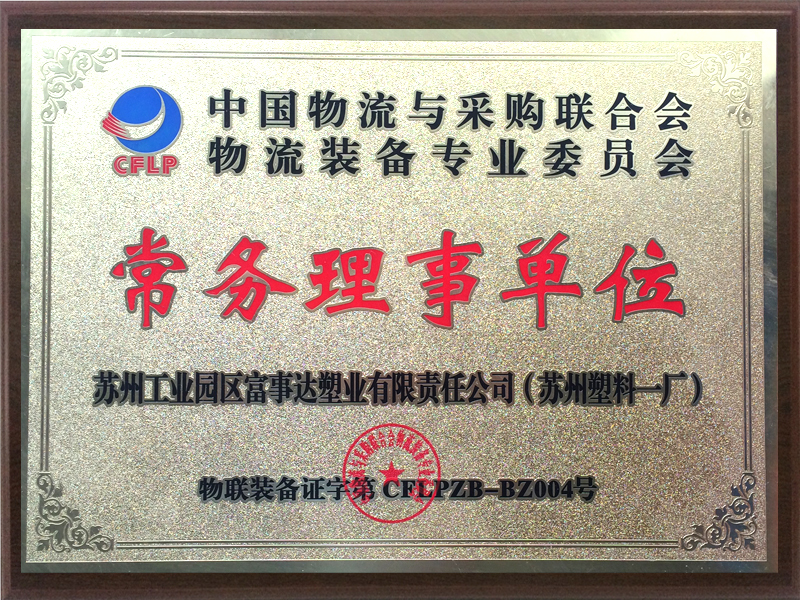 中国物流与采购联合会
CFLP
物流装备专业委员会
常务理事单位
苏州工业园区富事达塑业有限责任公司（苏州塑料一厂）
物联装备证字第 CFLPZB-BZ004号